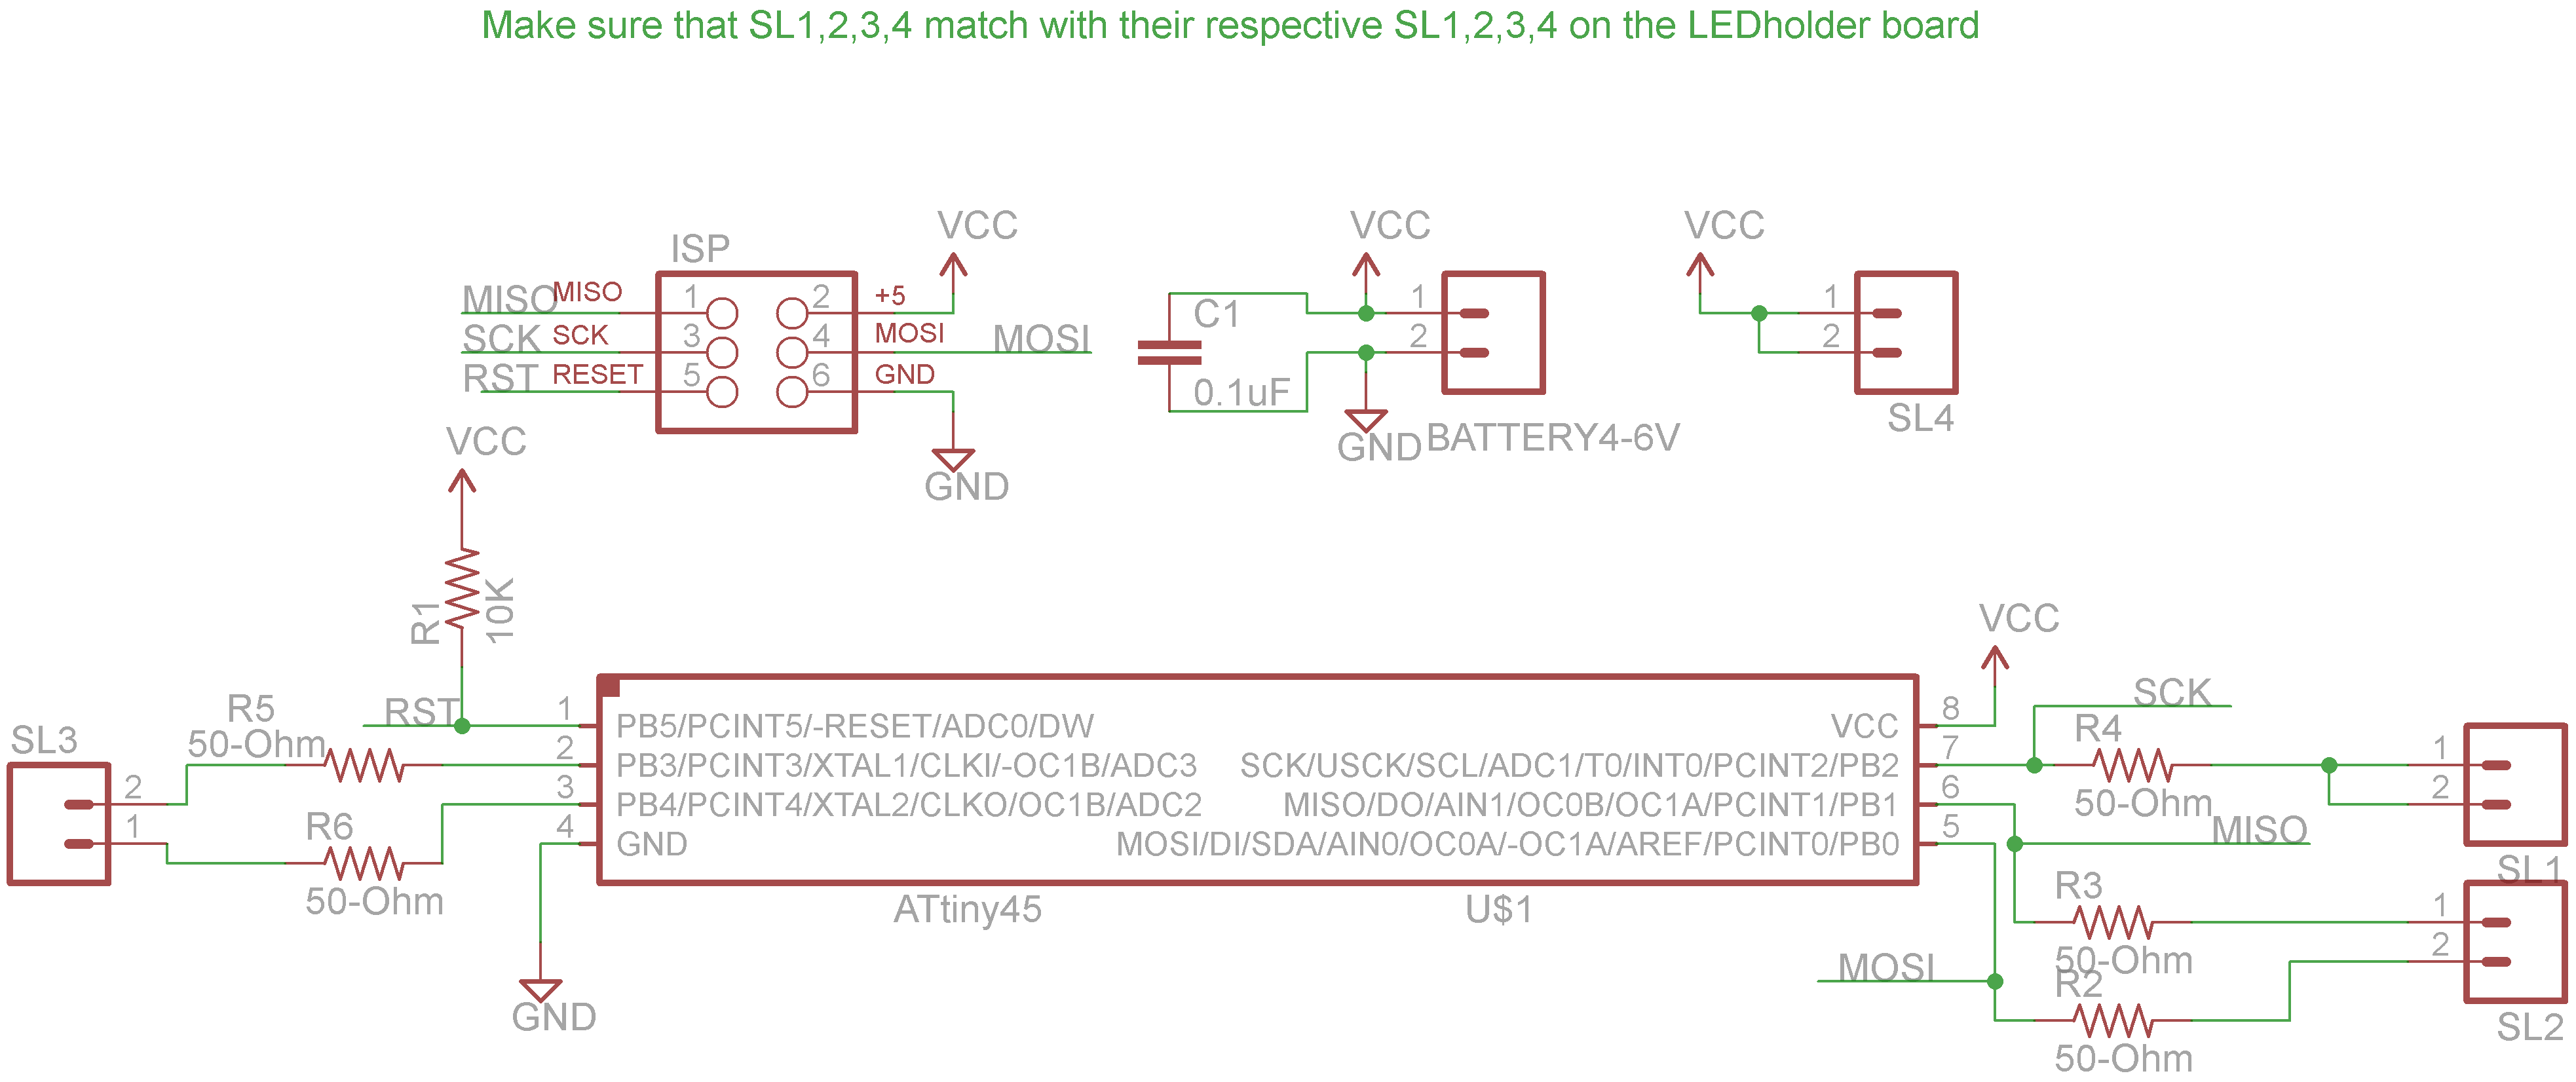 Make sure that SL1,2,3,4 match with their respective SL1,2,3,4 on the LEDholder board
VCC
VCC
VCC
ISP
MISO MISO 1 2 +5
SCK SCK 3 4 MOSI MOSI
RST RESET 5 6 GND
GND
C1
0.1uF
1
2
GND
BATTERY4-6V
1
2
SL4
VCC
R1
10K
RST
R5
50-Ohm
SL3
2
1
R6
50-Ohm
1 PB5/PCINT5/-RESET/ADC0/DW
2 PB3/PCINT3/XTAL1/CLKI/-OC1B/ADC3
3 PB4/PCINT4/XTAL2/CLKO/OC1B/ADC2
4 GND
GND
VCC 8
SCK/USCK/SCL/ADC1/T0/INT0/PCINT2/PB2 7
MISO/DO/AIN1/OC0B/OC1A/PCINT1/PB1 6
MOSI/DI/SDA/AIN0/OC0A/-OC1A/AREF/PCINT0/PB0 5
ATtiny45
U$1
VCC
SCK
R4
50-Ohm
1
2
SL1
MISO
R3
50-Ohm
MOSI
R2
50-Ohm
1
2
SL2